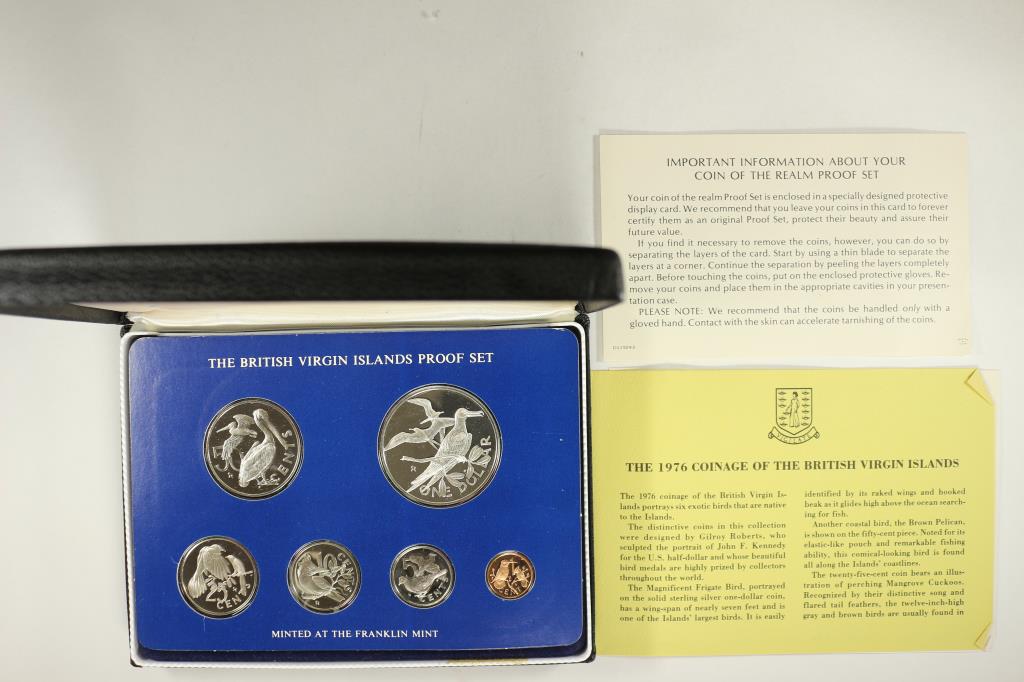 IMPORTANT INFORMATION ABOUT YOUR
COIN OF THE REALM PROOF SET
Your coin of the realm Proof Set is enclosed in a specially designed protective
display card. We recommend that you leave your coins in this card to forever
certify them as an original Proof Set, protect their beauty and assure their
future value.
If you find it necessary to remove the coins, however, you can do so by
separating the layers of the card. Start by using a thin blade to separate the
layers at a corner. Continue the separation by peeling the layers completely
apart. Before touching the coins, put on the enclosed protective gloves. Re-
move your coins and place them in the appropriate cavities in your presen-
tation case.
PLEASE NOTE: We recommend that the coins be handled only with a
gloved hand. Contact with the skin can accelerate tarnishing of the coins.
THE BRITISH VIRGIN ISLANDS PROOF SET
50 CENTS
ONE DOLLAR
25 CENTS
CENTS
CENTS
CENT
MINTED AT THE FRANKLIN MINT
VIGILATE
THE 1976 COINAGE OF THE BRITISH VIRGIN ISLANDS
The 1976 coinage of the British Virgin Is-
lands portrays six exotic birds that are native
to the Islands.
The distinctive coins in this collection
were designed by Gilroy Roberts, who
sculpted the portrait of John F. Kennedy
for the U.S. half-dollar and whose beautiful
bird medals are highly prized by collectors
throughout the world.
The Magnificent Frigate Bird, portrayed
on the solid sterling silver one-dollar coin,
has a wing-span of nearly seven feet and is
one of the Islands' largest birds. It is easily
identified by its raked wings and hooked
beak as it glides high above the ocean search-
ing for fish.
Another coastal bird, the Brown Pelican,
is shown on the fifty-cent piece. Noted for its
elastic-like pouch and remarkable fishing
ability, this comical-looking bird is found
all along the Islands' coastlines.
The twenty-five-cent coin bears an illus-
tration of perching Mangrove Cuckoos.
Recognized by their distinctive song and
flared tail feathers, the twelve-inch-high
gray and brown birds are usually found in